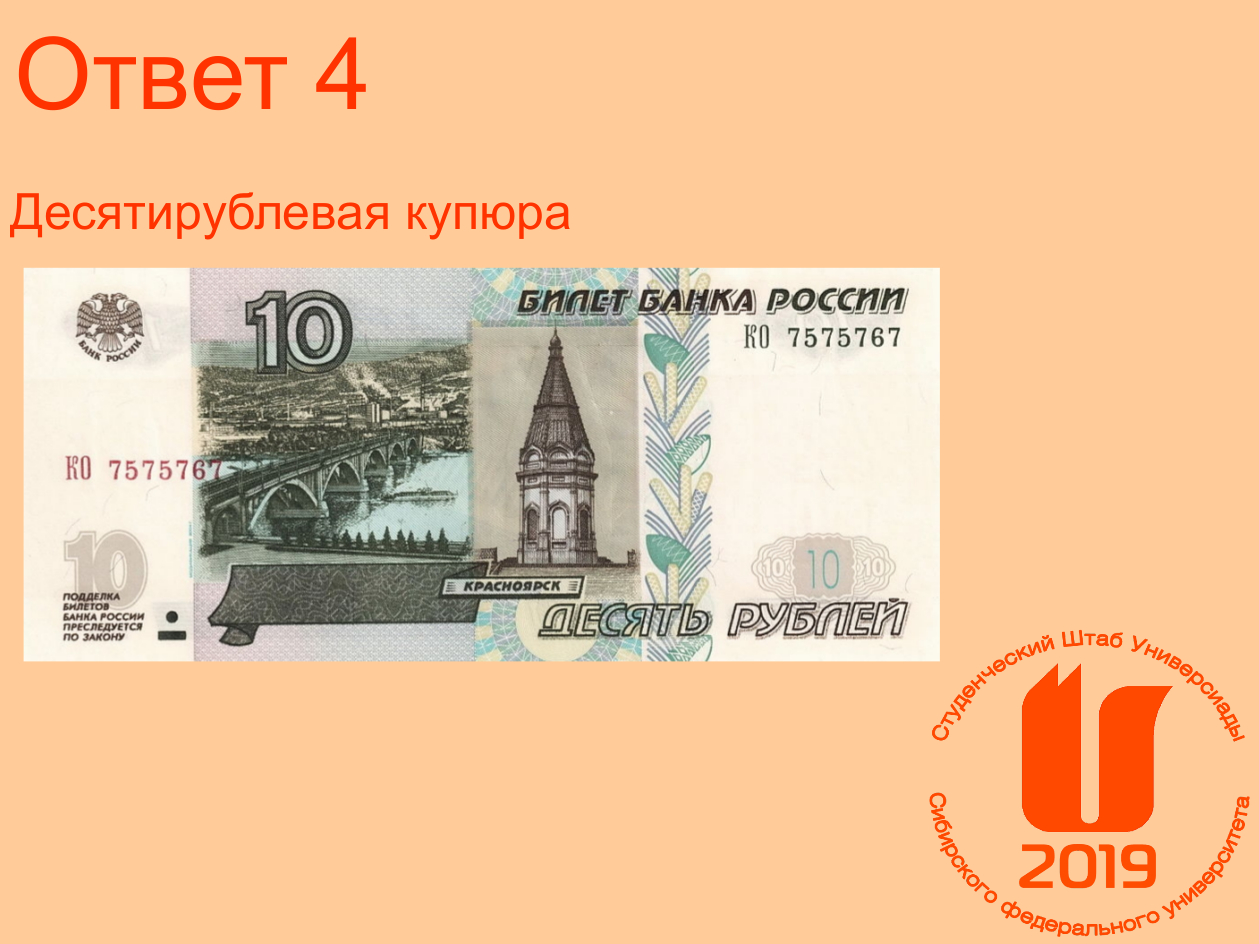 Ответ 4
Десятирублевая купюра
10
БИЛЕТ БАНКА РОССИИ
КО 7575767
БАНК РОССИИ
КО 7575767
10
ПОДДЕЛКА
БИЛЕТОВ
БАНКА РОССИИ
ПРЕСЛЕДУЕТСЯ
ПО ЗАКОНУ
КРАСНОЯРСК
10 10 10
ДЕСЯТЬ РУБЛЕЙ
Студенческий Штаб Универсиады
2019
Сибирского федерального университета